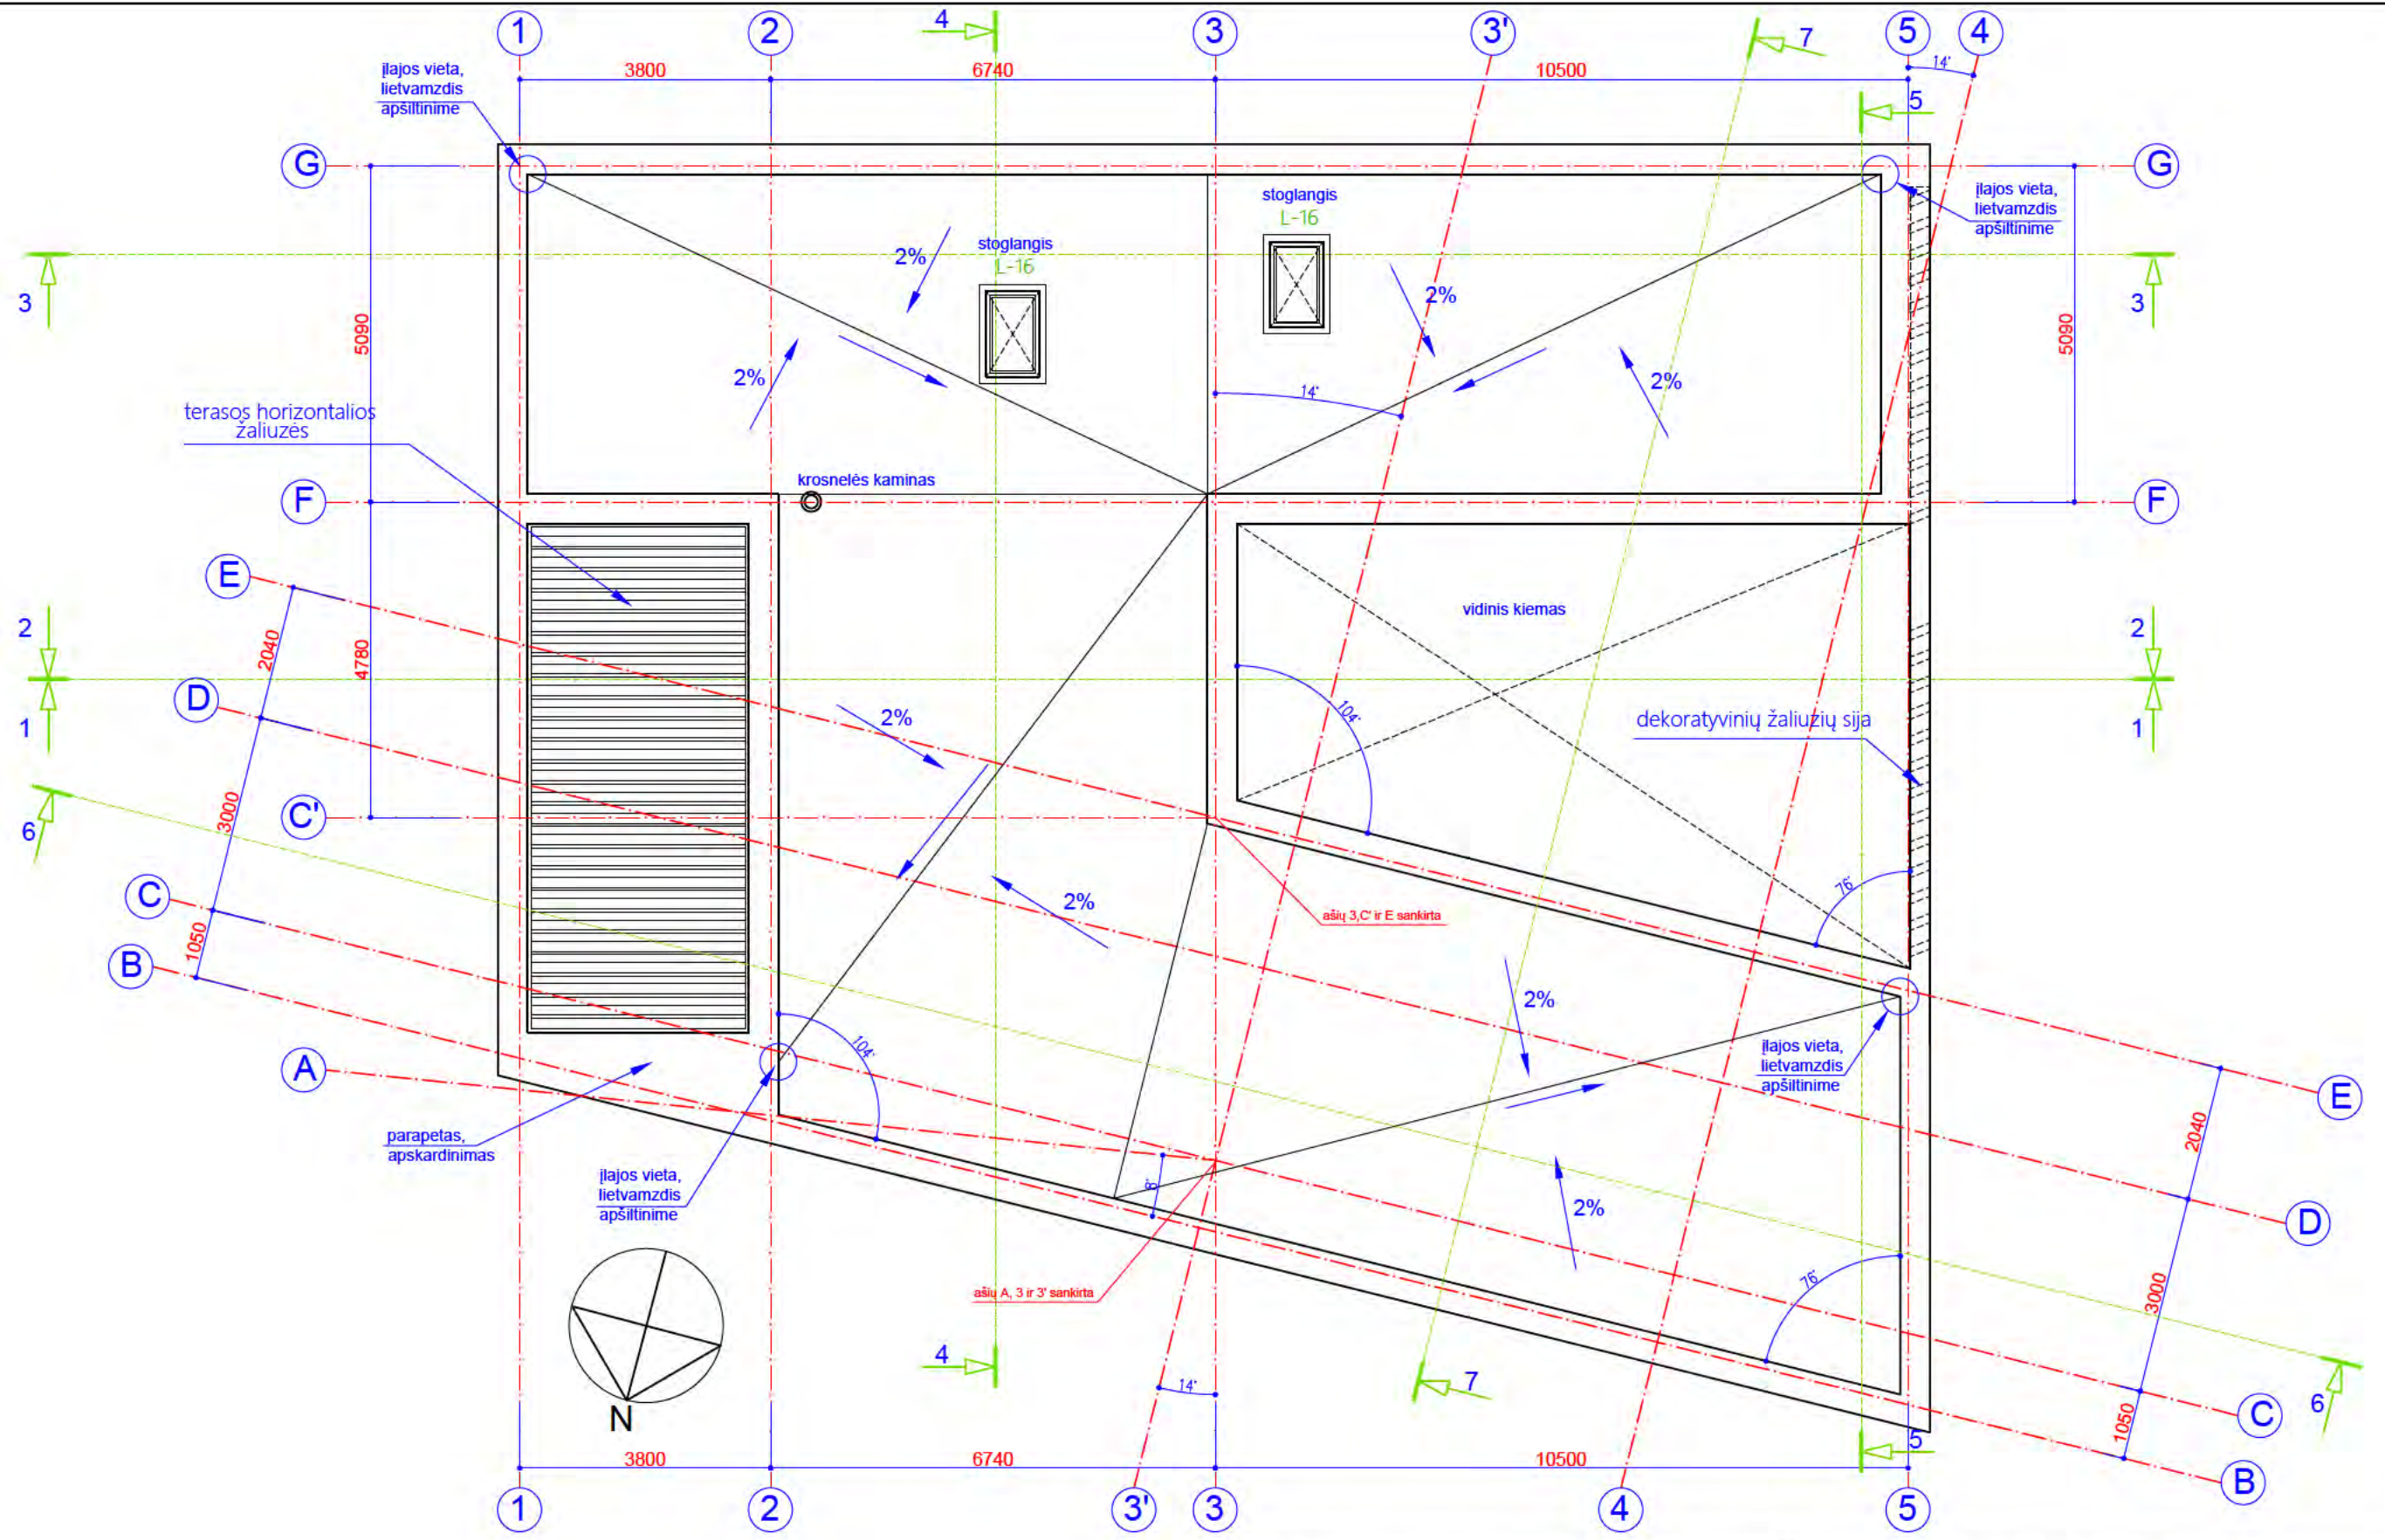 1 2 4 3 3' 7 5 4
3800 6740 10500 14°
įlajos vieta,
lietvamzdis
apšiltinime
5
G G
stoglangis
L-16
įlajos vieta,
lietvamzdis
apšiltinime
stoglangis
L-16
2%
3 3
2%
5090 5090
2% 2%
14°
terasos horizontalios
žaliuzės
krosnelės kaminas
F F
E
vidinis kiemas
2 2
2040
4780
D
104°
2%
dekoratyvinių žaliuzių sija
1 1
3000
C'
6
76°
C
2%
ašių 3,C' ir E sankirta
1050
B
2%
104°
įlajos vieta,
lietvamzdis
apšiltinime
A
E
2040
parapetas,
apskardinimas
įlajos vieta,
lietvamzdis
apšiltinime
8°
2%
D
76°
3000
ašių A, 3 ir 3' sankirta
4
14°
7
6
C
1050
N
5
B
3800 6740 10500
1 2 3' 3 4 5